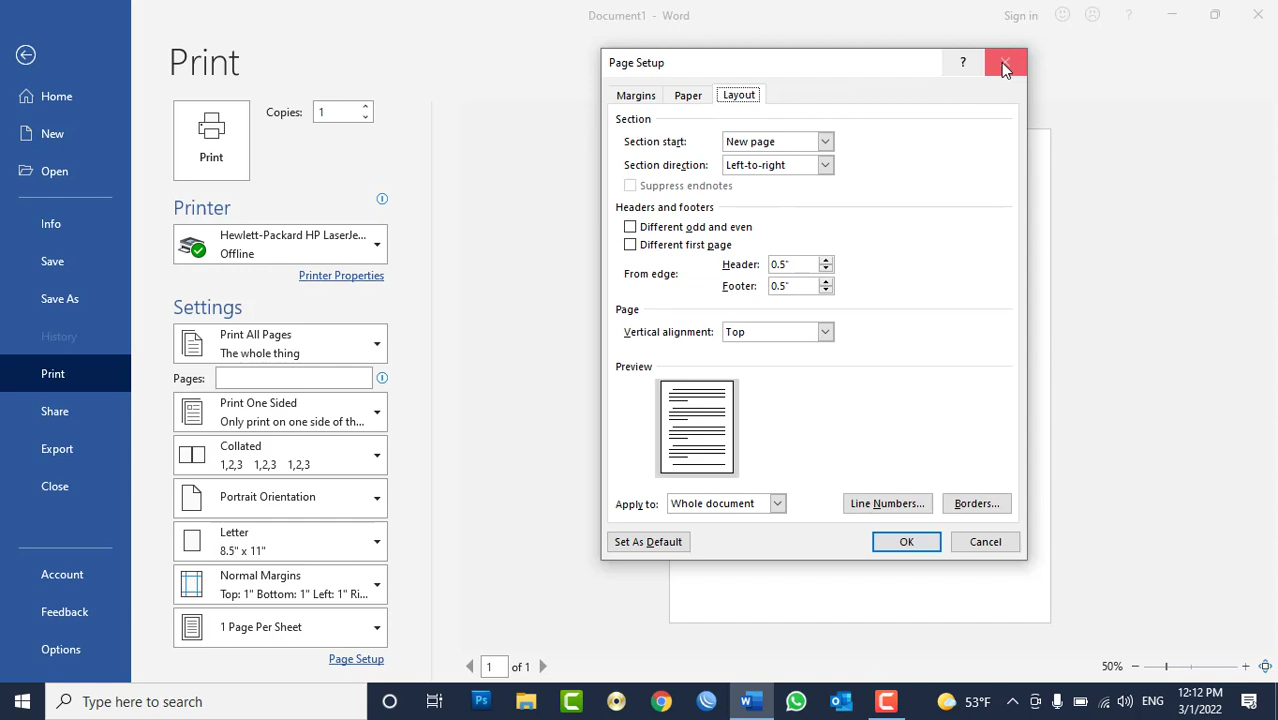 Document1 - Word
Sign in
?
Print
Home
New
Open
Info
Save
Save As
History
Print
Share
Export
Close
Account
Feedback
Options
Print
Copies: 1
Printer
Hewlett-Packard HP LaserJe...
Offline
Printer Properties
Settings
Print All Pages
The whole thing
Pages:
Print One Sided
Only print on one side of th...
Collated
1,2,3 1,2,3 1,2,3
Portrait Orientation
Letter
8.5" x 11"
Normal Margins
Top: 1" Bottom: 1" Left: 1" Ri...
1 Page Per Sheet
Page Setup
Page Setup
?
Margins Paper Layout
Section
Section start: New page
Section direction: Left-to-right
Suppress endnotes
Headers and footers
Different odd and even
Different first page
From edge:
Header: 0.5"
Footer: 0.5"
Page
Vertical alignment: Top
Preview
Apply to: Whole document
Line Numbers... Borders...
Set As Default OK Cancel
1 of 1
50%
Type here to search
Ps
53°F
ENG
12:12 PM
3/1/2022